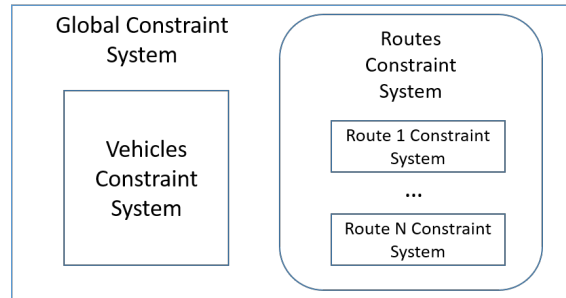 Global Constraint
System
Vehicles
Constraint
System
Routes
Constraint
System
Route 1 Constraint
System
...
Route N Constraint
System